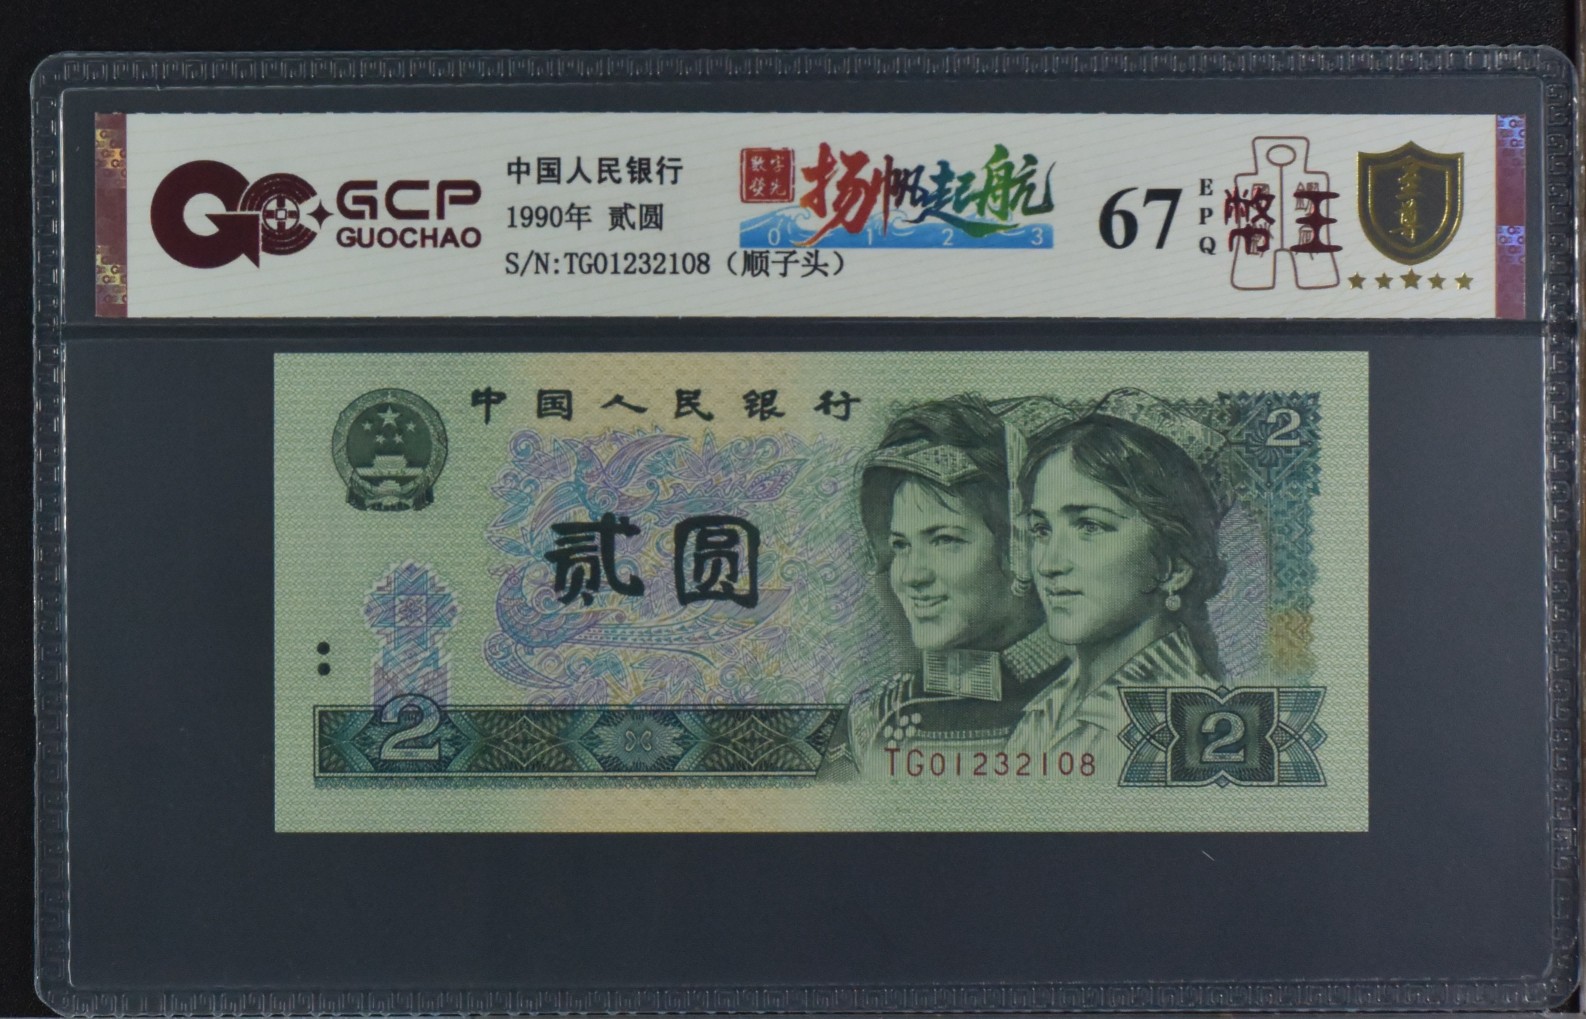 GCP
GUOCHAO
中国人民银行
1990年 贰圆
S/N:TG01232108（顺子头）
扬帆起航
0 1 2 3
67
EPQ
至尊
中国人民银行
2
贰圆
2
TG01232108
2